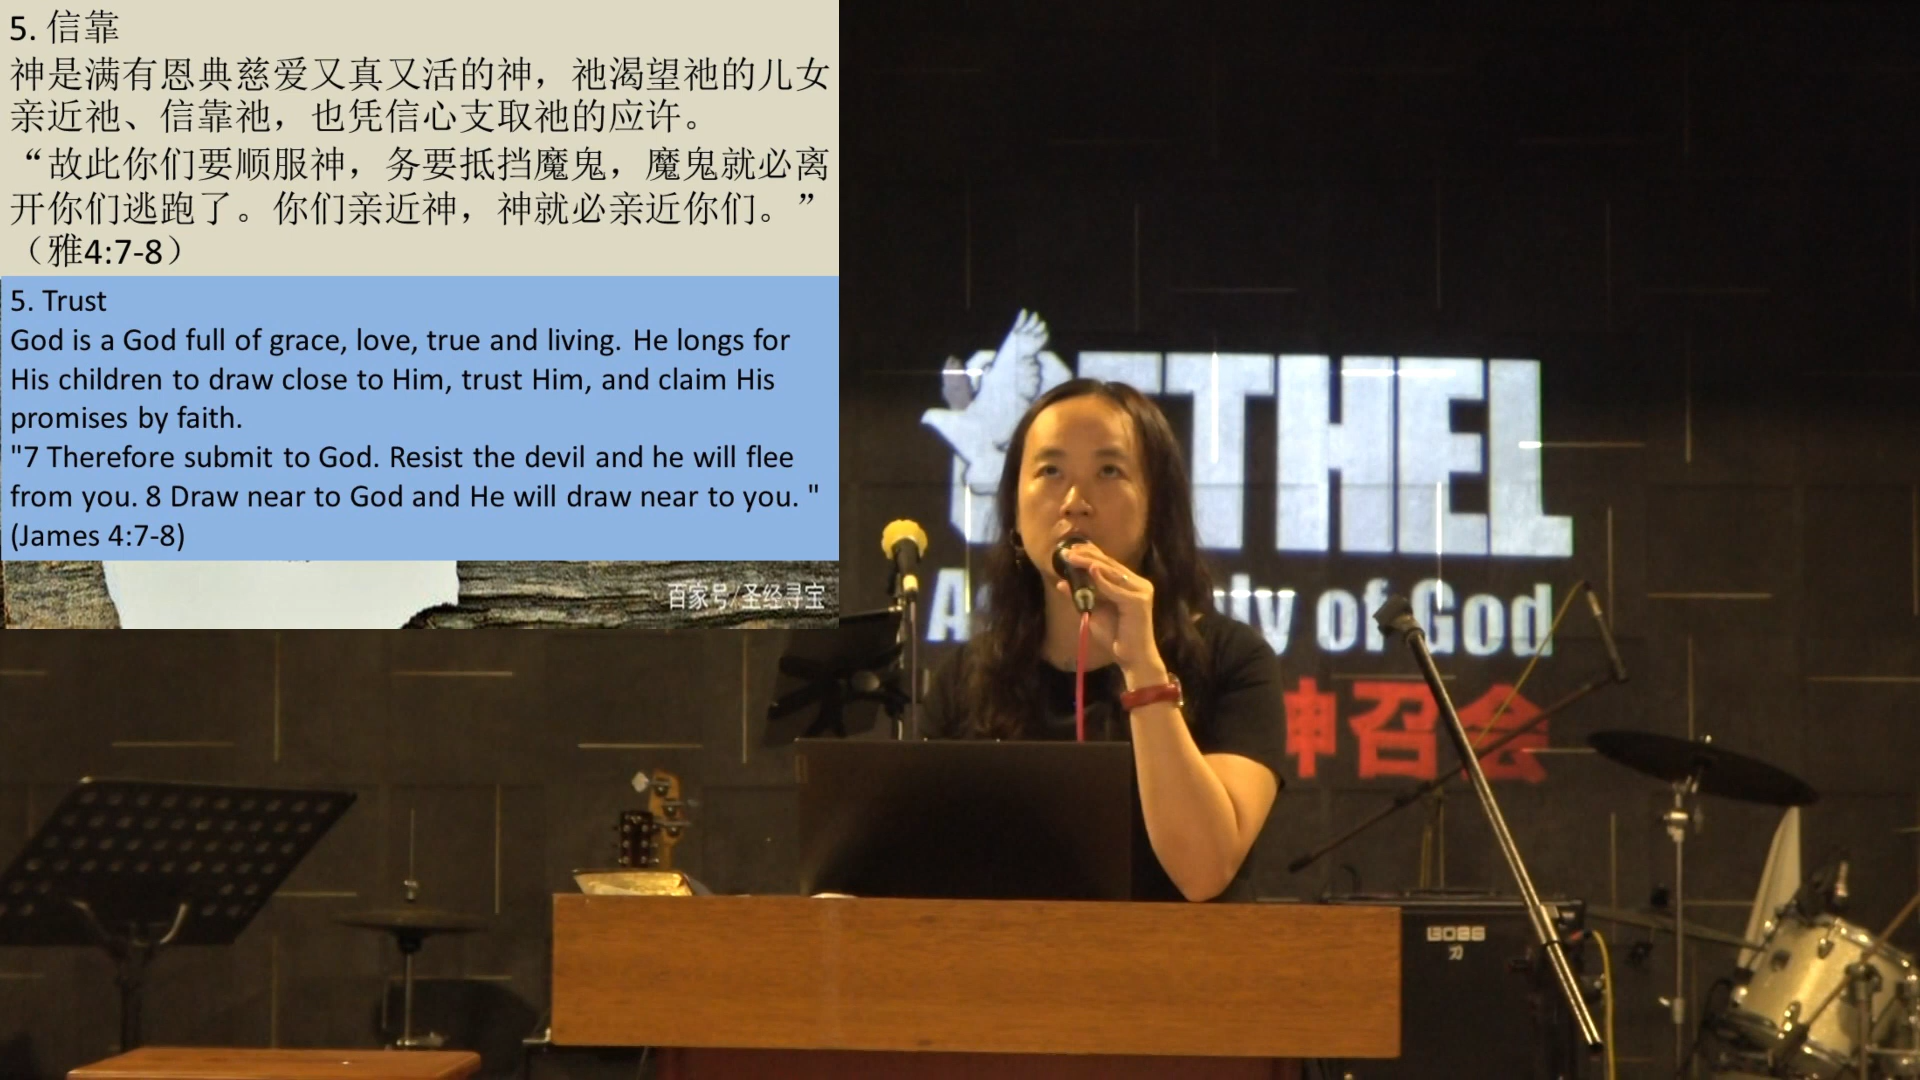 5. 信靠
神是满有恩典慈爱又真又活的神，祂渴望祂的儿女
亲近祂、信靠祂，也凭信心支取祂的应许。
“故此你们要顺服神，务要抵挡魔鬼，魔鬼就必离
开你们逃跑了。你们亲近神，神就必亲近你们。”
（雅4:7-8）
5. Trust
God is a God full of grace, love, true and living. He longs for
His children to draw close to Him, trust Him, and claim His
promises by faith.
"7 Therefore submit to God. Resist the devil and he will flee
from you. 8 Draw near to God and He will draw near to you. "
(James 4:7-8)
百家号/圣经寻宝
ETHEL
of God
神召会
BOSS